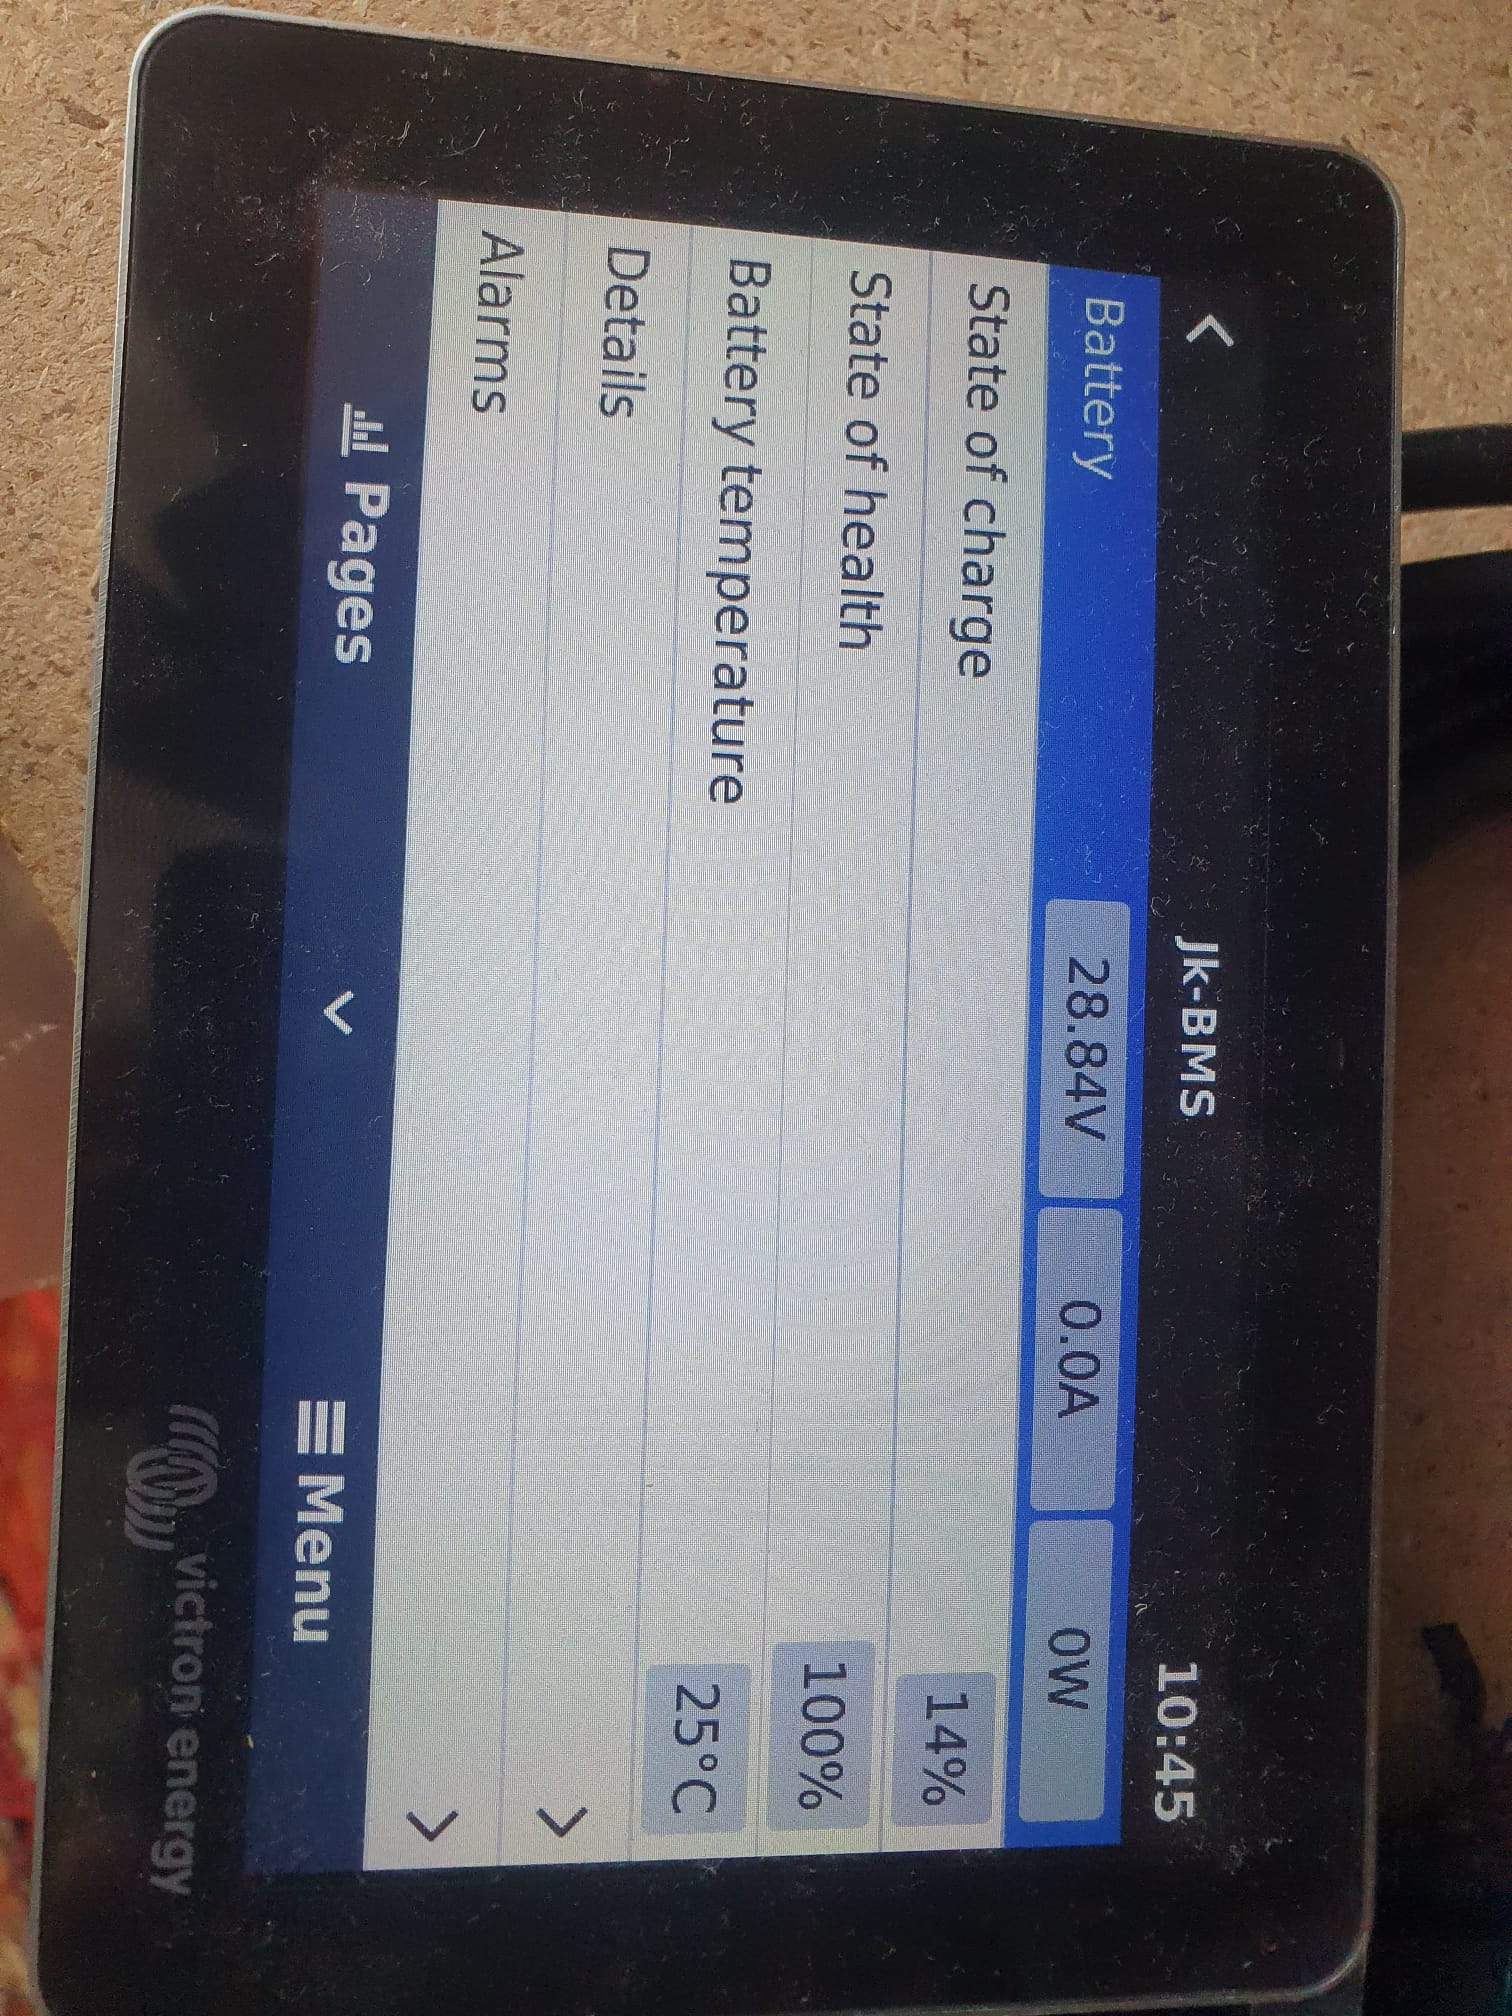 Jk-BMS 10:45
Battery 28.84V 0.0A 0W
State of charge 14%
State of health 100%
Battery temperature 25°C
Details
Alarms
Pages Menu
victron energy